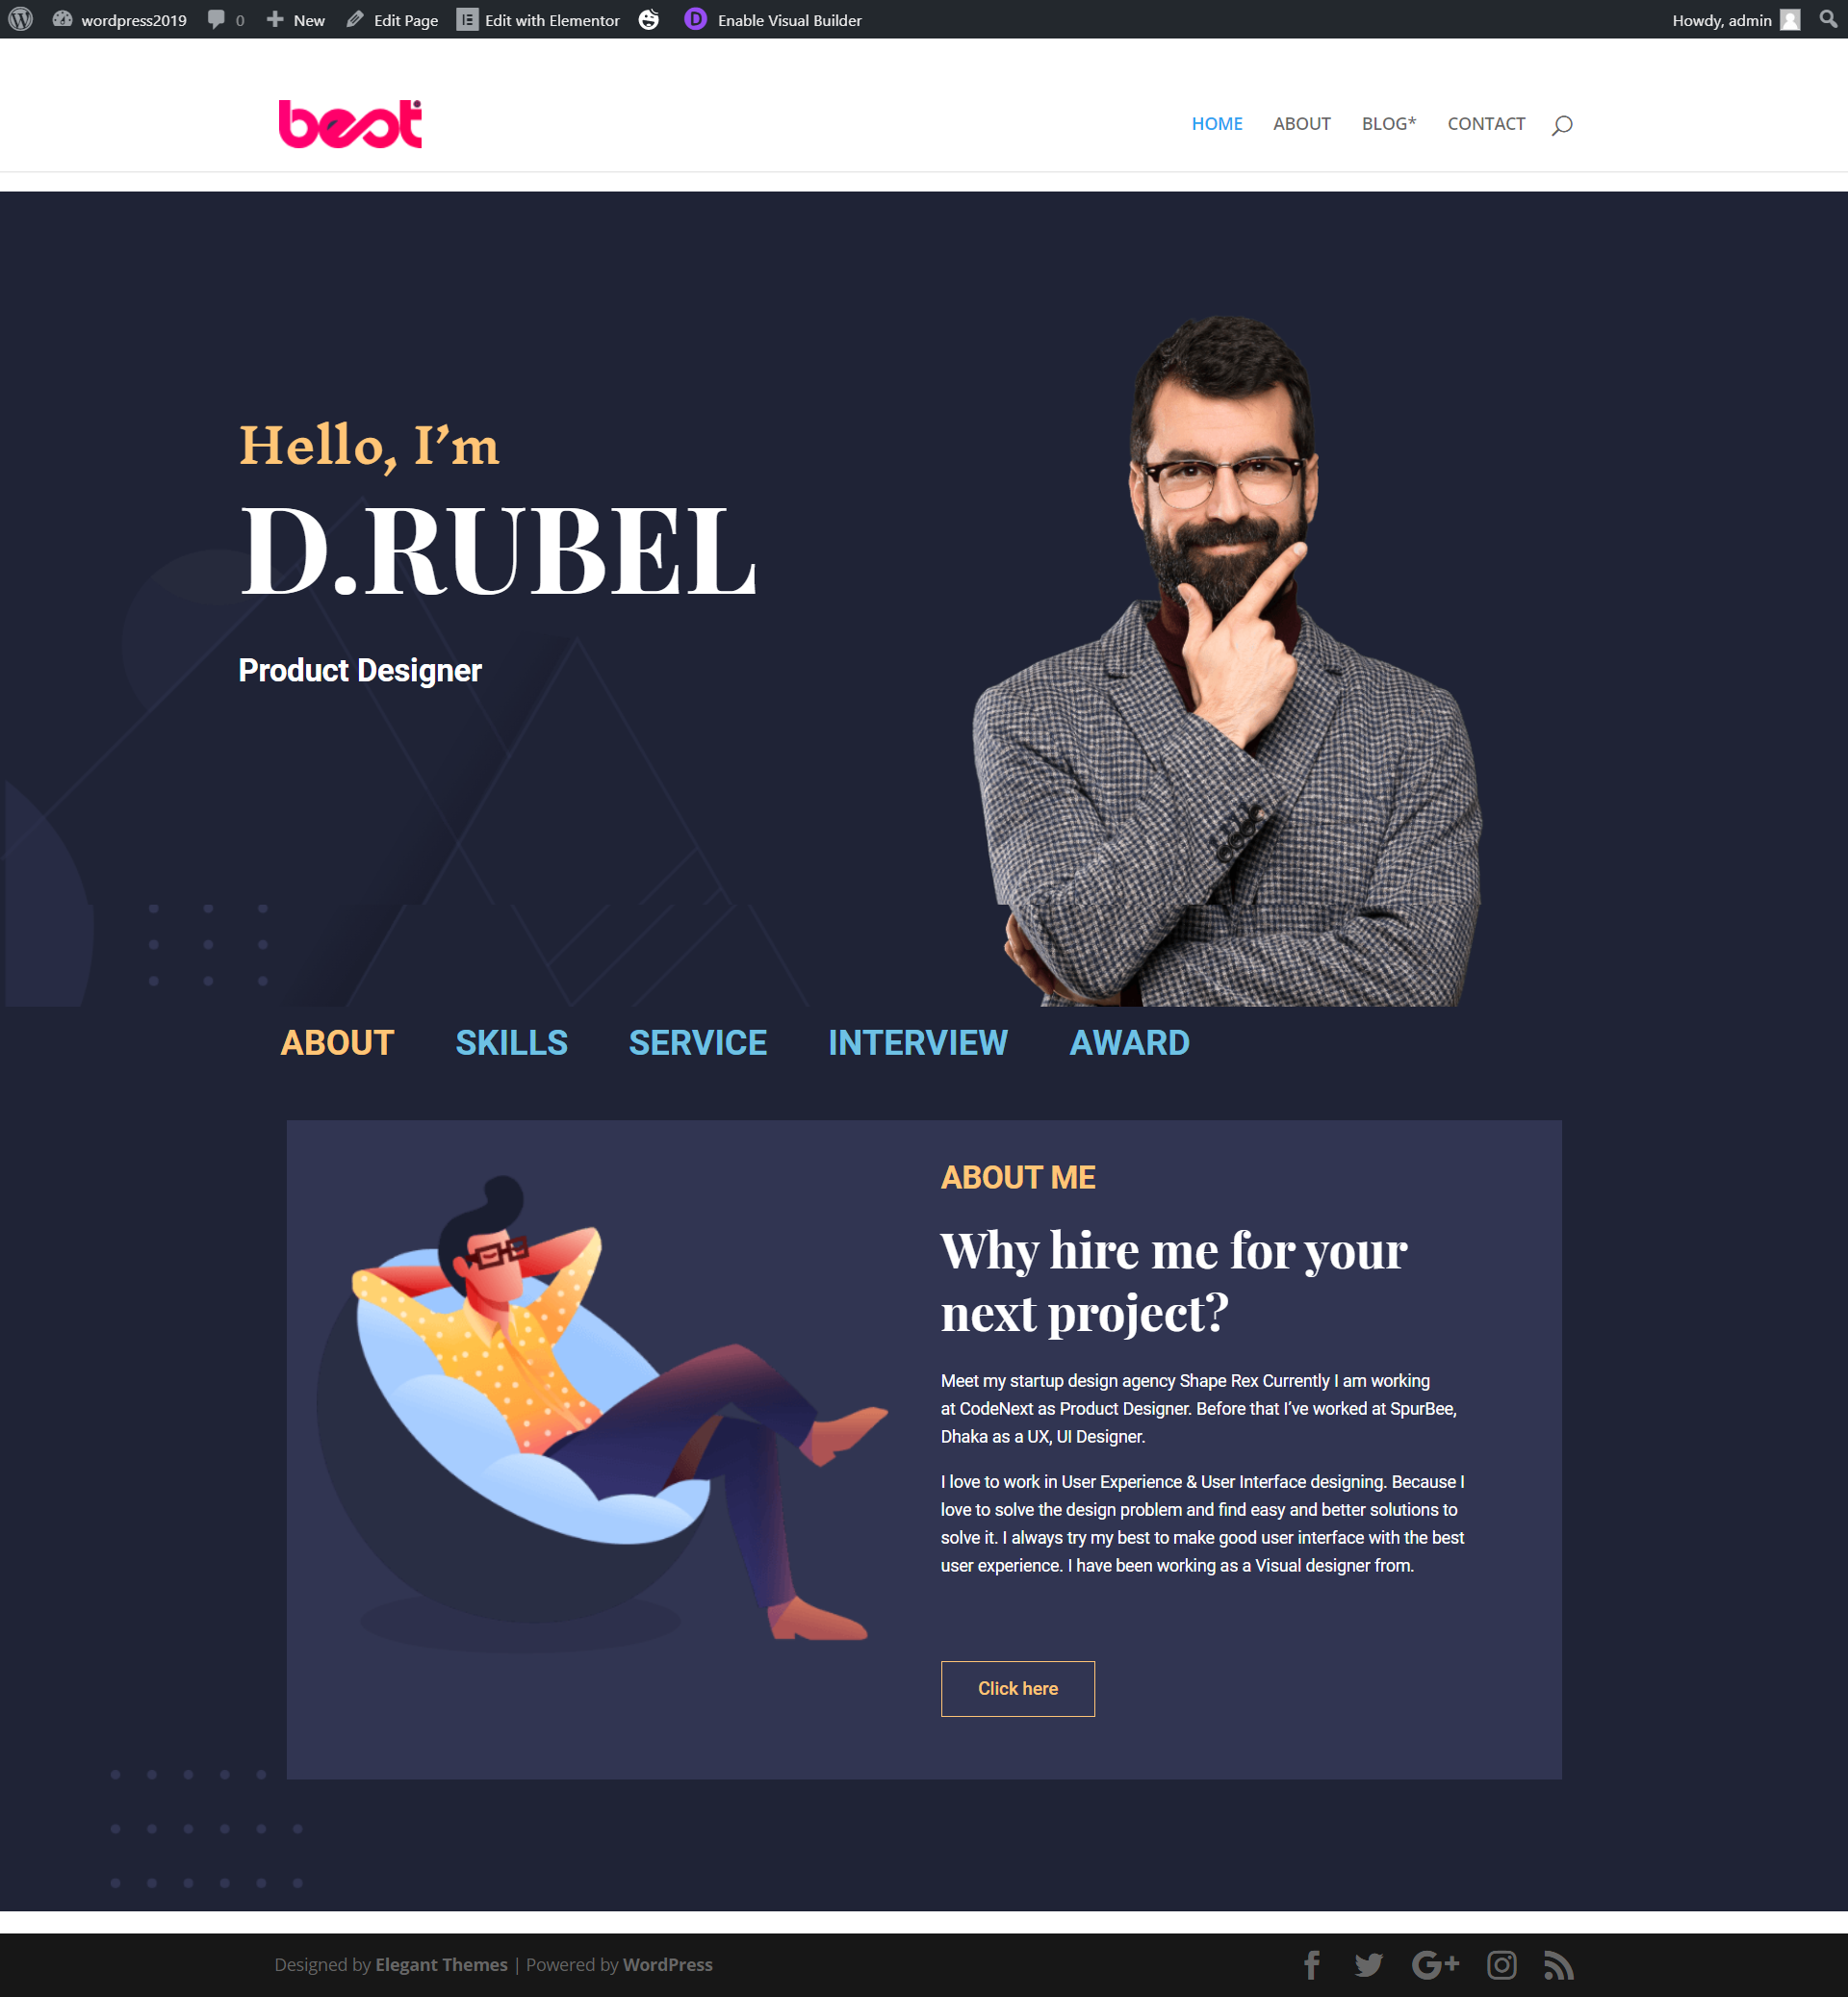 wordpress2019 0 New Edit Page Edit with Elementor D Enable Visual Builder Howdy, admin
best
HOME ABOUT BLOG* CONTACT
Hello, I’m
D.RUBEL
Product Designer
ABOUT SKILLS SERVICE INTERVIEW AWARD
ABOUT ME
Why hire me for your
next project?
Meet my startup design agency Shape Rex Currently I am working
at CodeNext as Product Designer. Before that I’ve worked at SpurBee,
Dhaka as a UX, UI Designer.
I love to work in User Experience & User Interface designing. Because I
love to solve the design problem and find easy and better solutions to
solve it. I always try my best to make good user interface with the best
user experience. I have been working as a Visual designer from.
Click here
Designed by Elegant Themes | Powered by WordPress